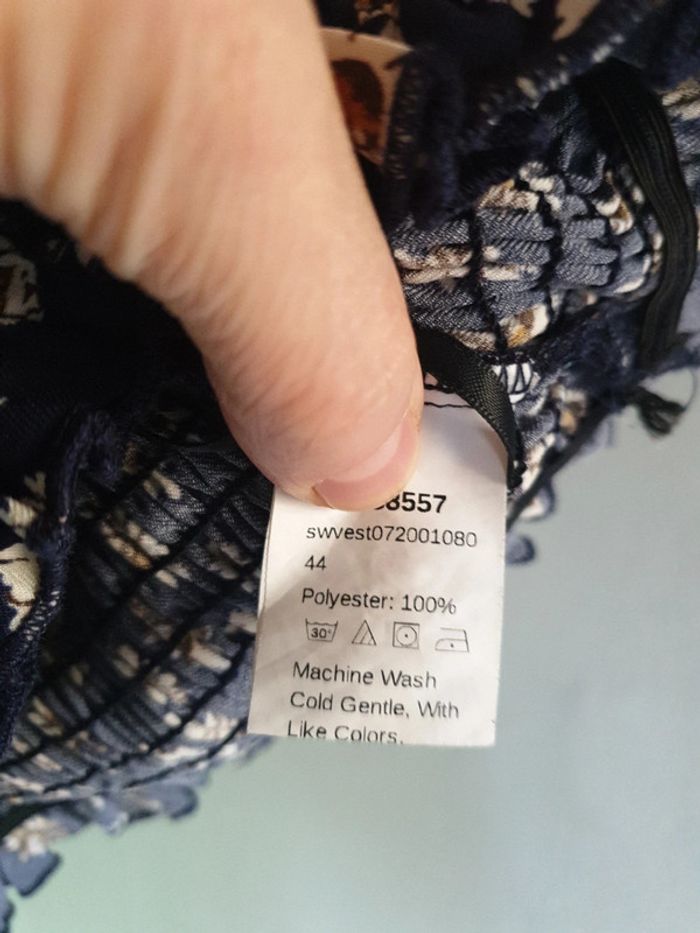 8557
swvest072001080
44
Polyester: 100%
30°
Machine Wash
Cold Gentle, With
Like Colors,